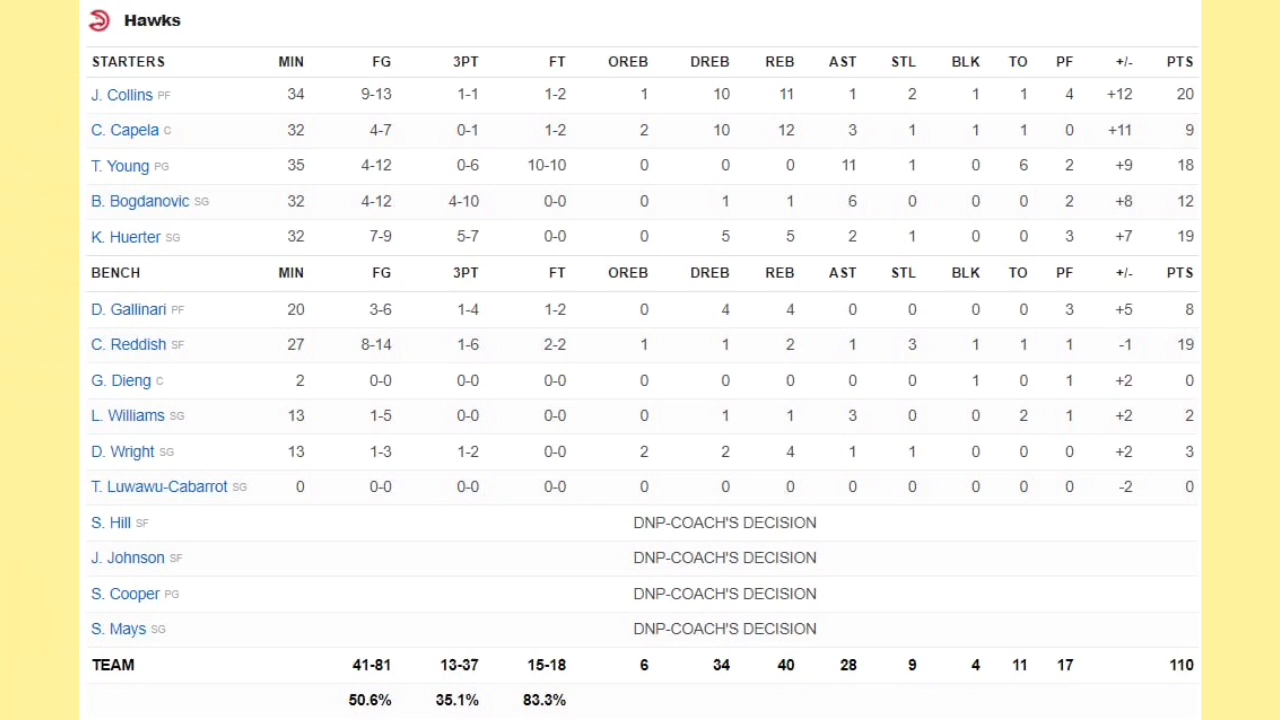 Hawks
STARTERS MIN FG 3PT FT OREB DREB REB AST STL BLK TO PF +/- PTS
J. Collins PF 34 9-13 1-1 1-2 1 10 11 1 2 1 1 4 +12 20
C. Capela C 32 4-7 0-1 1-2 2 10 12 3 1 1 1 0 +11 9
T. Young PG 35 4-12 0-6 10-10 0 0 0 11 1 0 6 2 +9 18
B. Bogdanovic SG 32 4-12 4-10 0-0 0 1 1 6 0 0 0 2 +8 12
K. Huerter SG 32 7-9 5-7 0-0 0 5 5 2 1 0 0 3 +7 19
BENCH MIN FG 3PT FT OREB DREB REB AST STL BLK TO PF +/- PTS
D. Gallinari PF 20 3-6 1-4 1-2 0 4 4 0 0 0 0 3 +5 8
C. Reddish SF 27 8-14 1-6 2-2 1 1 2 1 3 1 1 1 -1 19
G. Dieng C 2 0-0 0-0 0-0 0 0 0 0 0 1 0 1 +2 0
L. Williams SG 13 1-5 0-0 0-0 0 1 1 3 0 0 2 1 +2 2
D. Wright SG 13 1-3 1-2 0-0 2 2 4 1 1 0 0 0 +2 3
T. Luwawu-Cabarrot SG 0 0-0 0-0 0-0 0 0 0 0 0 0 0 0 -2 0
S. Hill SF DNP-COACH'S DECISION
J. Johnson SF DNP-COACH'S DECISION
S. Cooper PG DNP-COACH'S DECISION
S. Mays SG DNP-COACH'S DECISION
TEAM 41-81 13-37 15-18 6 34 40 28 9 4 11 17 110
50.6% 35.1% 83.3%